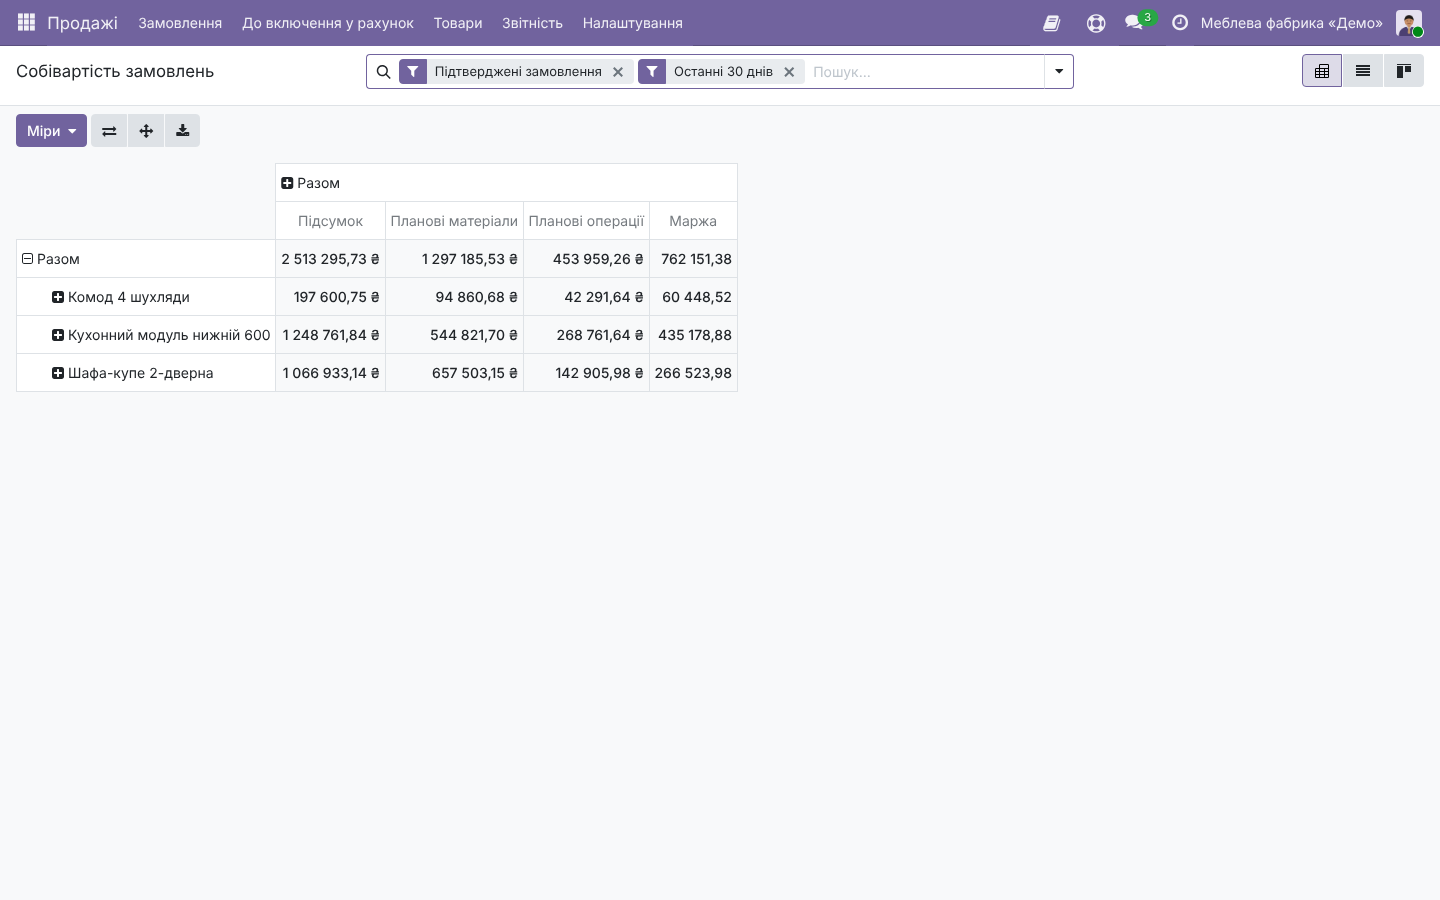 Продажі Замовлення До включення у рахунок Товари Звітність Налаштування 3 Меблева фабрика «Демо»
Собівартість замовлень Підтверджені замовлення Останні 30 днів Пошук...
Міри
Разом
Підсумок Планові матеріали Планові операції Маржа
Разом 2 513 295,73 ₴ 1 297 185,53 ₴ 453 959,26 ₴ 762 151,38
Комод 4 шухляди 197 600,75 ₴ 94 860,68 ₴ 42 291,64 ₴ 60 448,52
Кухонний модуль нижній 600 1 248 761,84 ₴ 544 821,70 ₴ 268 761,64 ₴ 435 178,88
Шафа-купе 2-дверна 1 066 933,14 ₴ 657 503,15 ₴ 142 905,98 ₴ 266 523,98